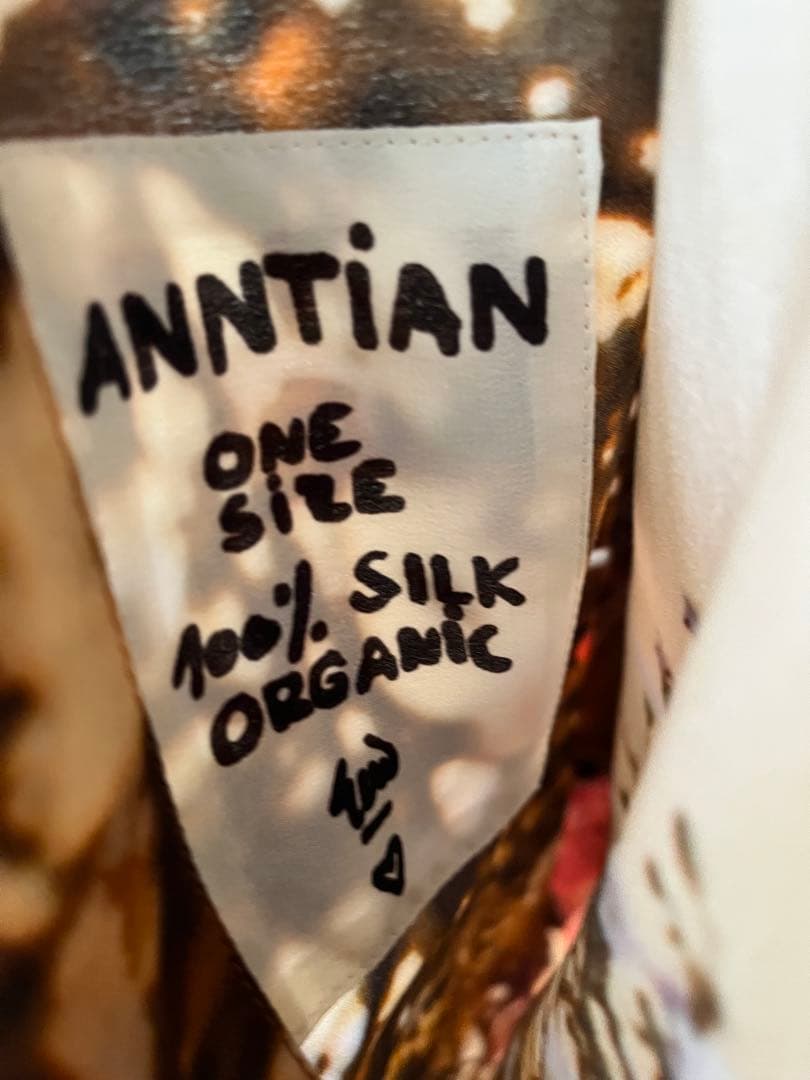 ANNTiAN
ONE
SiZE
100% SILK
ORGANiC